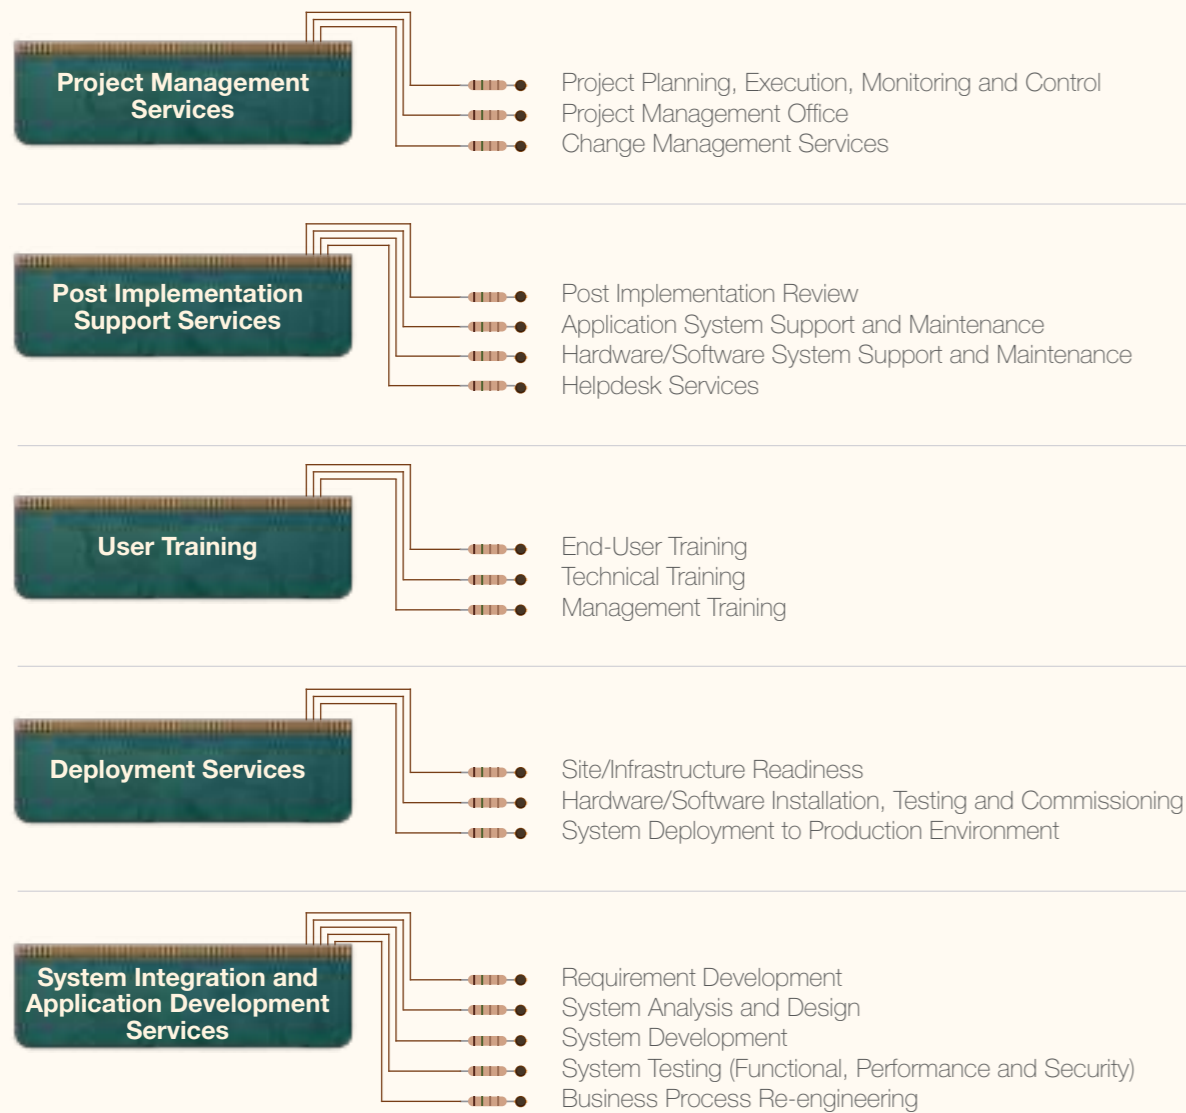 Project Management
Services
Project Planning, Execution, Monitoring and Control
Project Management Office
Change Management Services
Post Implementation
Support Services
Post Implementation Review
Application System Support and Maintenance
Hardware/Software System Support and Maintenance
Helpdesk Services
User Training
End-User Training
Technical Training
Management Training
Deployment Services
Site/Infrastructure Readiness
Hardware/Software Installation, Testing and Commissioning
System Deployment to Production Environment
System Integration and
Application Development
Services
Requirement Development
System Analysis and Design
System Development
System Testing (Functional, Performance and Security)
Business Process Re-engineering